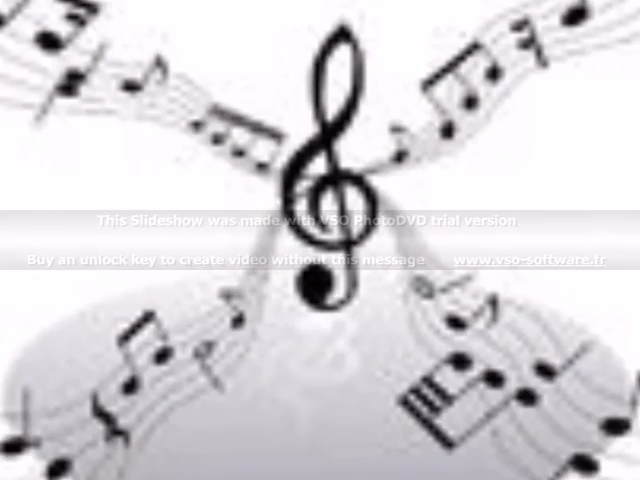 This Slideshow was made with VSO PhotoDVD trial version
Buy an unlock key to create video without this message www.vso-software.fr